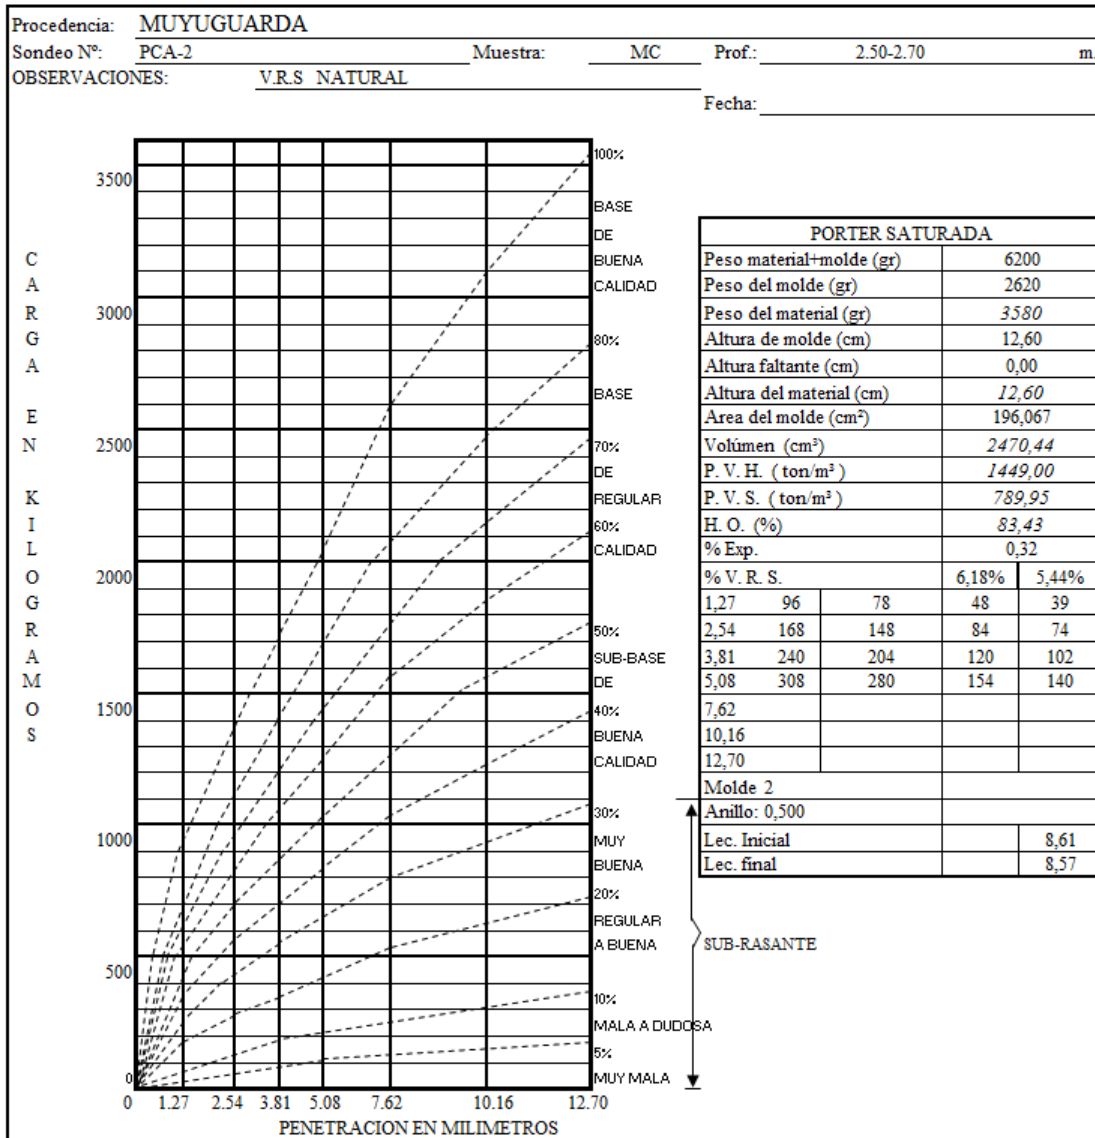 Procedencia: MUYUGUARDA
Sondeo Nº: PCA-2 Muestra: MC Prof.: 2.50-2.70 m.
OBSERVACIONES: V.R.S NATURAL
Fecha:
CARGA EN KILOGRAMOS
3500
3000
2500
2000
1500
1000
500
0
0 1.27 2.54 3.81 5.08 7.62 10.16 12.70
PENETRACION EN MILIMETROS
100%
BASE
DE
BUENA
CALIDAD
80%
BASE
70%
DE
REGULAR
60%
CALIDAD
50%
SUB-BASE
DE
40%
BUENA
CALIDAD
30%
MUY
BUENA
20%
REGULAR
A BUENA
10%
MALA A DUDOSA
5%
MUY MALA
SUB-RASANTE
PORTER SATURADA
Peso material+molde (gr) 6200
Peso del molde (gr) 2620
Peso del material (gr) 3580
Altura de molde (cm) 12,60
Altura faltante (cm) 0,00
Altura del material (cm) 12,60
Area del molde (cm²) 196,067
Volúmen (cm³) 2470,44
P. V. H. ( ton/m³ ) 1449,00
P. V. S. ( ton/m³ ) 789,95
H. O. (%) 83,43
% Exp. 0,32
% V. R. S. 6,18% 5,44%
1,27 96 78 48 39
2,54 168 148 84 74
3,81 240 204 120 102
5,08 308 280 154 140
7,62
10,16
12,70
Molde 2
Anillo: 0,500
Lec. Inicial 8,61
Lec. final 8,57